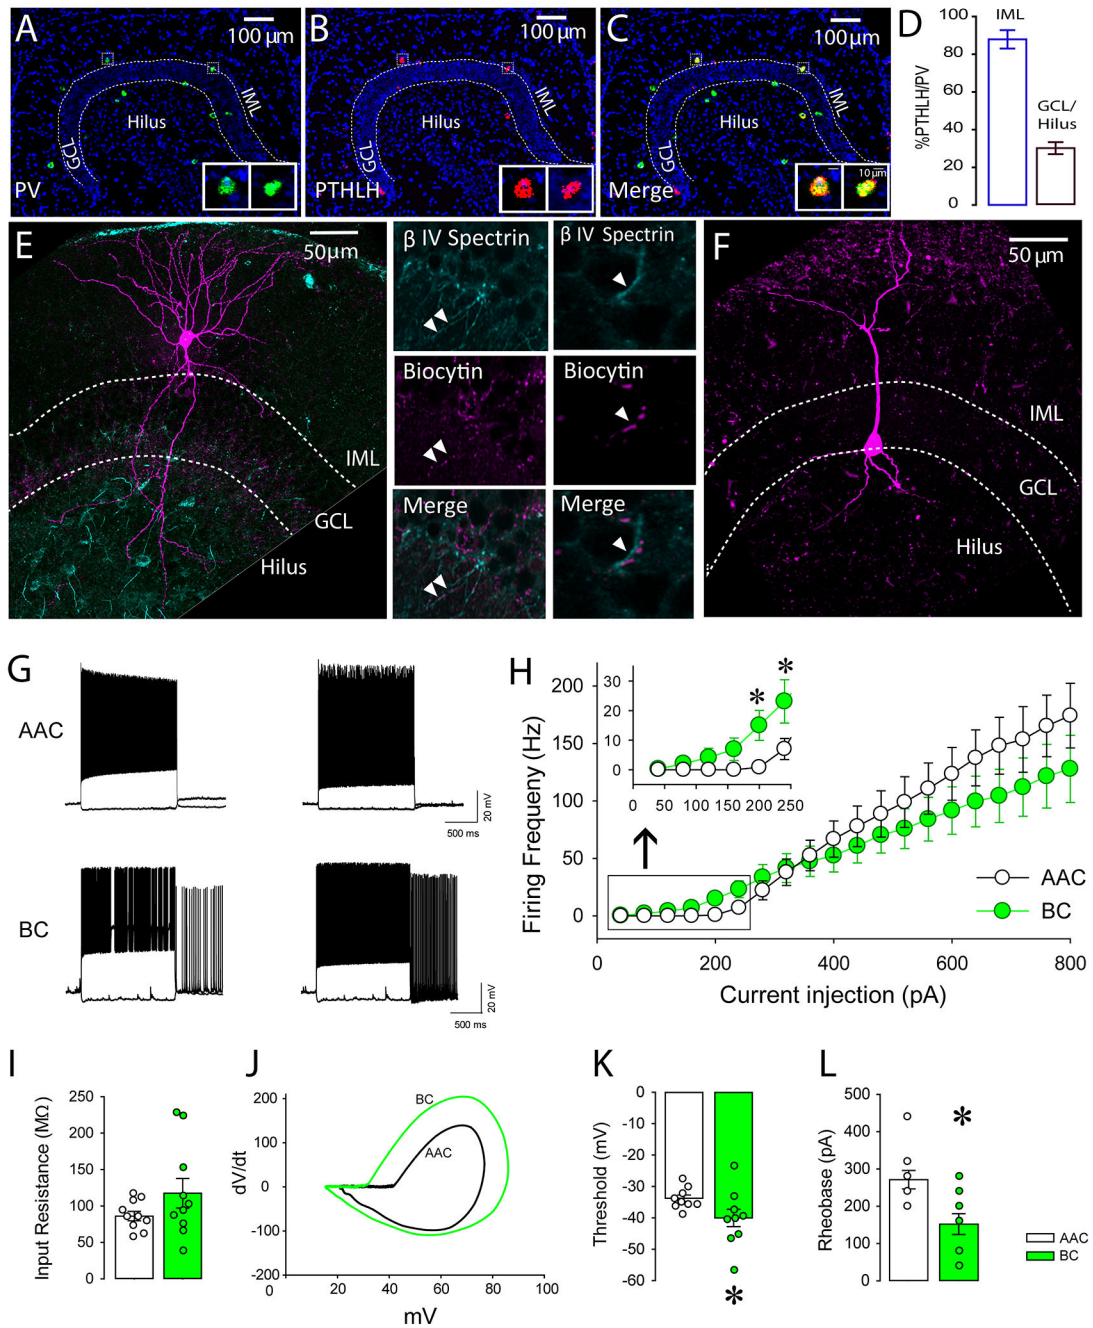 A
100 µm
Hilus
IML
GCL
PV
B
100 µm
Hilus
IML
GCL
PTHLH
C
100 µm
Hilus
IML
GCL
Merge
10 µm
D
%PTHLH/PV
100
80
60
40
20
0
IML
GCL/
Hilus
E
50µm
IML
GCL
Hilus
β IV Spectrin
Biocytin
Merge
β IV Spectrin
Biocytin
Merge
F
50 µm
IML
GCL
Hilus
G
AAC
20 mV
500 ms
BC
20 mV
500 ms
H
Firing Frequeny (Hz)
200
150
100
50
0
0 200 400 600 800
Current injection (pA)
30
20
10
0
0 50 100 150 200 250
* *
AAC
BC
I
Input Resistance (MΩ)
250
200
150
100
50
0
J
dV/dt
200
100
0
-100
-200
0 20 40 60 80 100
mV
BC
AAC
K
Threshold (mV)
0
-10
-20
-30
-40
-50
-60
*
L
Rheobase (pA)
500
400
300
200
100
0
*
AAC
BC